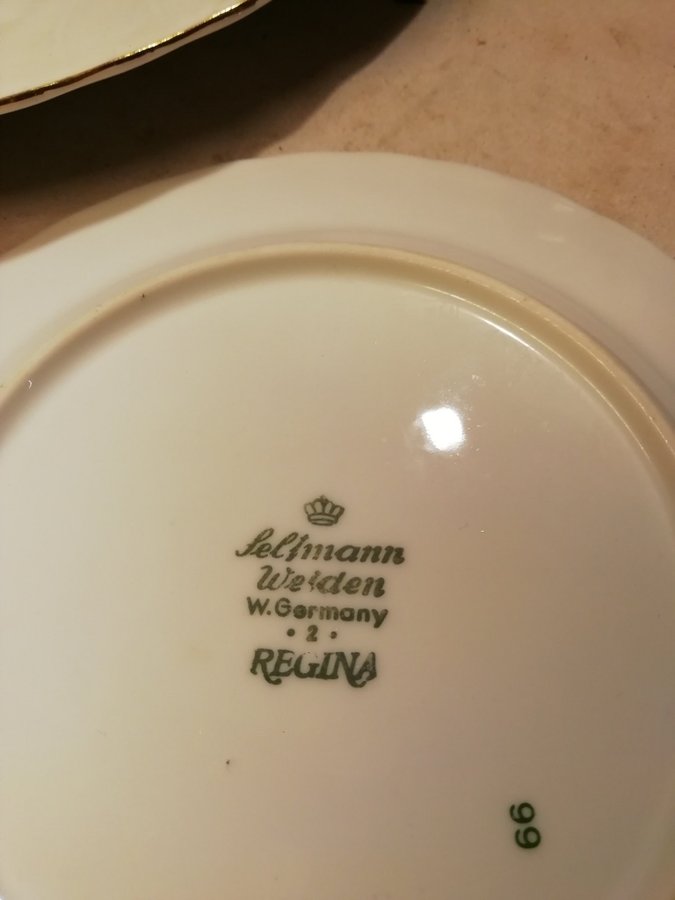 Seltmann
Weiden
W.Germany
• 2 •
REGINA
66